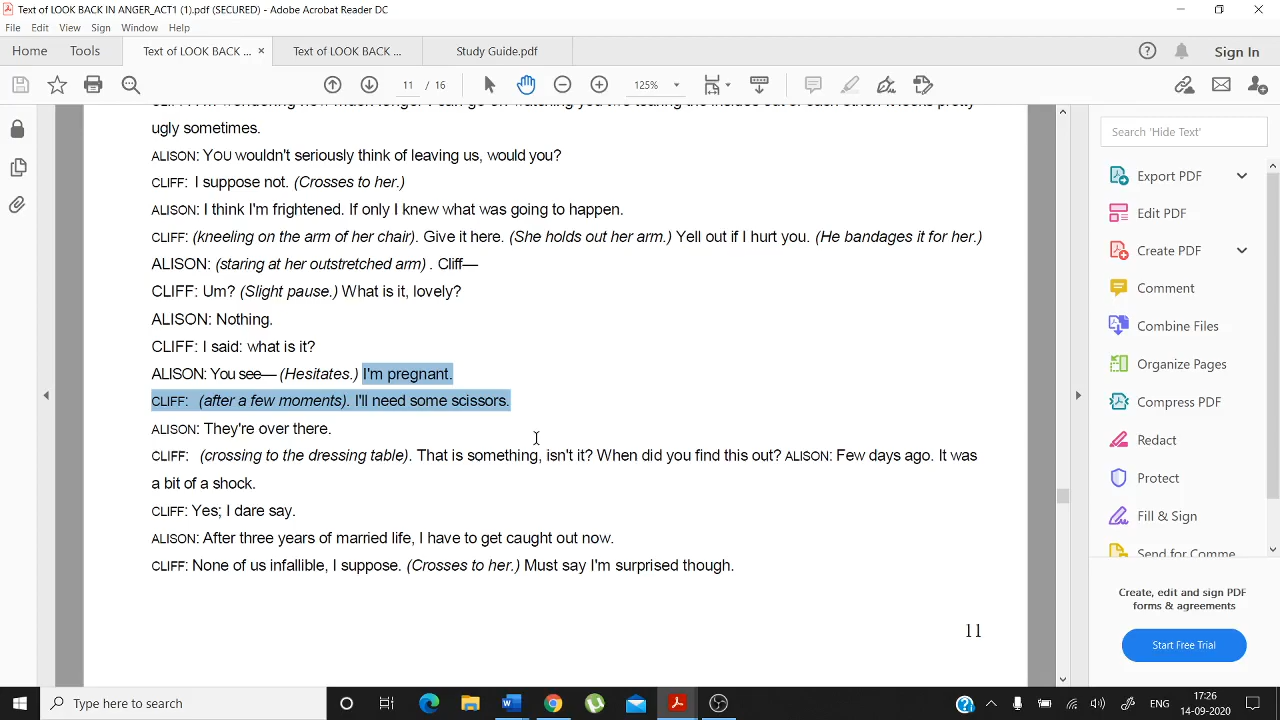 Text of LOOK BACK IN ANGER_ACT1 (1).pdf (SECURED) - Adobe Acrobat Reader DC
File Edit View Sign Window Help
Home Tools Text of LOOK BACK ... × Text of LOOK BACK ... Study Guide.pdf Sign In
11 / 16 125%
ugly sometimes.
ALISON: YOU wouldn't seriously think of leaving us, would you?
CLIFF: I suppose not. (Crosses to her.)
ALISON: I think I'm frightened. If only I knew what was going to happen.
CLIFF: (kneeling on the arm of her chair). Give it here. (She holds out her arm.) Yell out if I hurt you. (He bandages it for her.)
ALISON: (staring at her outstretched arm) . Cliff—
CLIFF: Um? (Slight pause.) What is it, lovely?
ALISON: Nothing.
CLIFF: I said: what is it?
ALISON: You see— (Hesitates.) I'm pregnant.
CLIFF: (after a few moments). I'll need some scissors.
ALISON: They're over there.
CLIFF: (crossing to the dressing table). That is something, isn't it? When did you find this out? ALISON: Few days ago. It was
a bit of a shock.
CLIFF: Yes; I dare say.
ALISON: After three years of married life, I have to get caught out now.
CLIFF: None of us infallible, I suppose. (Crosses to her.) Must say I'm surprised though.
11
Search 'Hide Text'
Export PDF
Edit PDF
Create PDF
Comment
Combine Files
Organize Pages
Compress PDF
Redact
Protect
Fill & Sign
Send for Comme
Create, edit and sign PDF
forms & agreements
Start Free Trial
Type here to search
ENG
17:26
14-09-2020